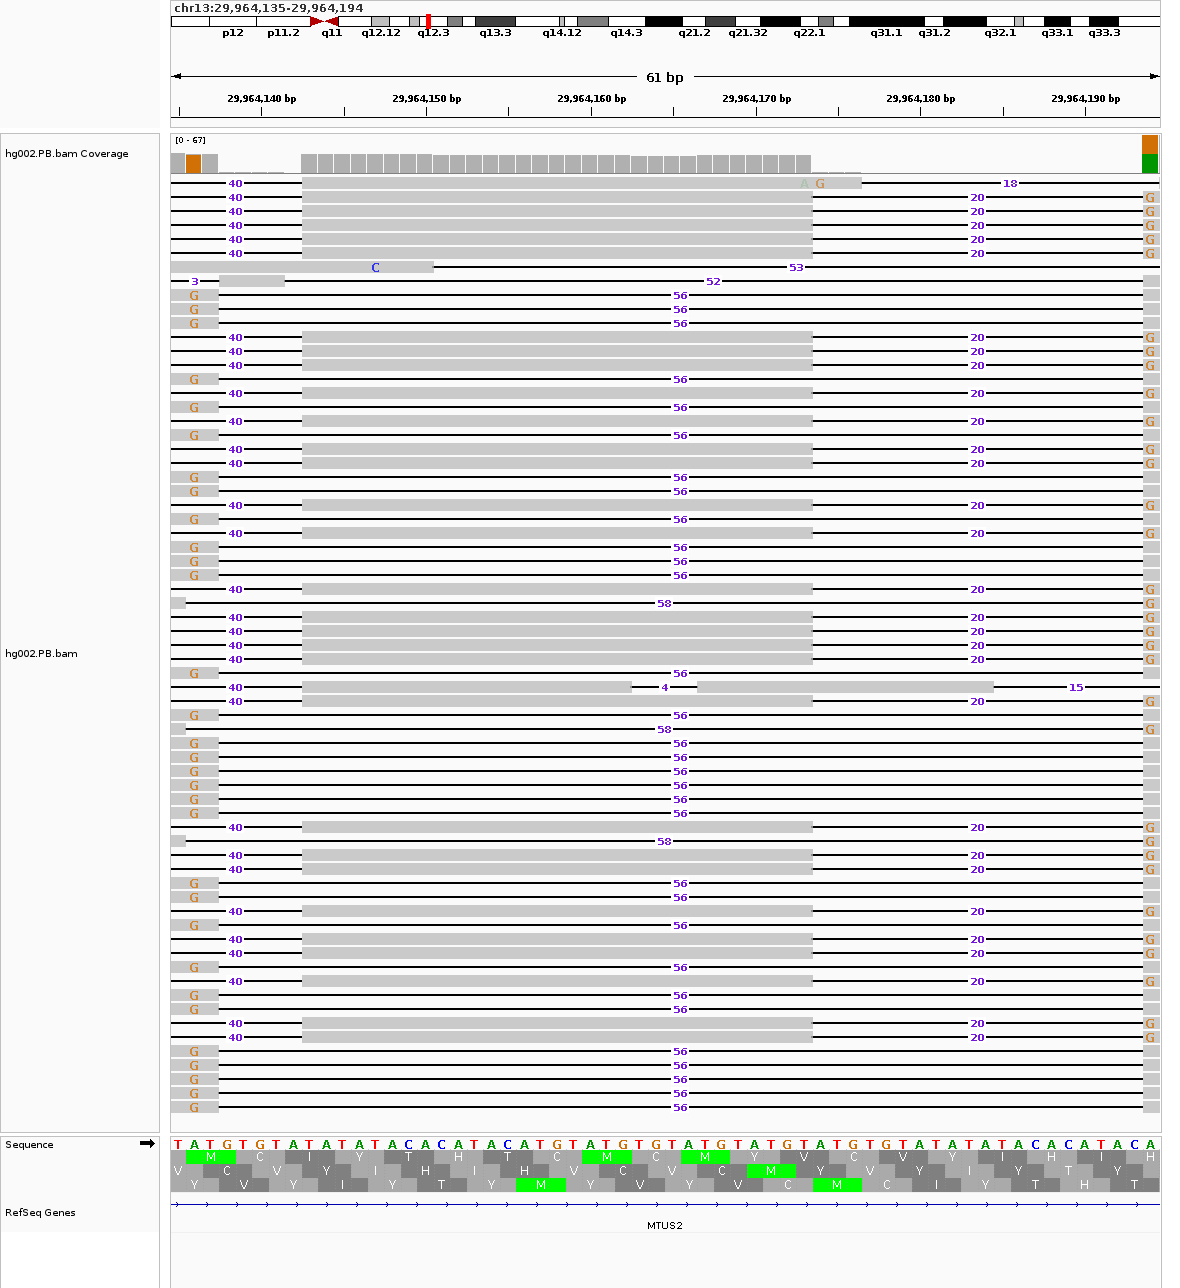 chr13:29,964,135-29,964,194
p12 p11.2 q11 q12.12 q12.3 q13.3 q14.12 q14.3 q21.2 q21.32 q22.1 q31.1 q31.2 q32.1 q33.1 q33.3
61 bp
29,964,140 bp 29,964,150 bp 29,964,160 bp 29,964,170 bp 29,964,180 bp 29,964,190 bp
[0 - 67]
hg002.PB.bam Coverage
40 A G 18
40 20 G
40 20 G
40 20 G
40 20 G
40 20 G
C 53
3 52
G 56
G 56
G 56
40 20 G
40 20 G
40 20 G
G 56
40 20 G
G 56
40 20 G
G 56
40 20 G
40 20 G
G 56
G 56
40 20 G
G 56
40 20 G
G 56
G 56
G 56
40 20 G
58 G
40 20 G
40 20 G
40 20 G
hg002.PB.bam
40 20 G
G 56
40 4 15
40 20 G
G 56
58 G
G 56
G 56
G 56
G 56
G 56
G 56
40 20 G
58 G
40 20 G
40 20 G
G 56
G 56
40 20 G
G 56
40 20 G
40 20 G
G 56
40 20 G
G 56
G 56
40 20 G
40 20 G
G 56
G 56
G 56
G 56
G 56
Sequence T A T G T G T A T A T A T A C A C A T A C A T G T A T G T G T A T G T A T G T A T G T G T A T A T A T A C A C A T A C A
M C I Y T H T C M C M Y V C V Y I H I H
V C V Y I H I H V C V C M Y V Y I Y T Y
Y V Y I Y T Y M Y V Y V C M C I Y T H T
RefSeq Genes
MTUS2